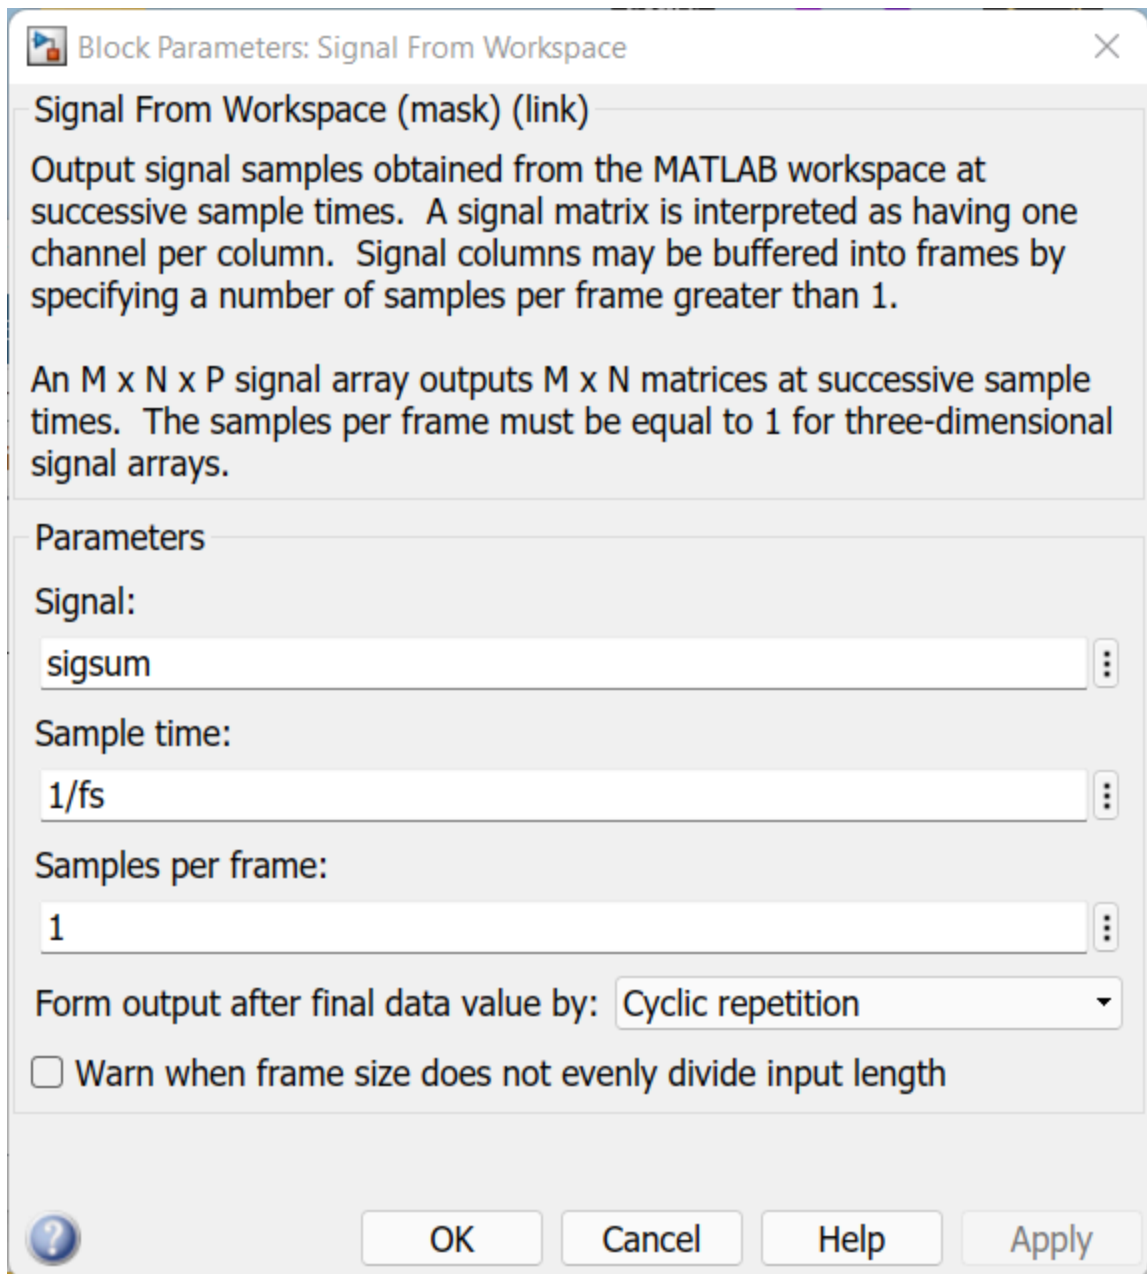 Block Parameters: Signal From Workspace
Signal From Workspace (mask) (link)
Output signal samples obtained from the MATLAB workspace at
successive sample times.  A signal matrix is interpreted as having one
channel per column.  Signal columns may be buffered into frames by
specifying a number of samples per frame greater than 1.
An M x N x P signal array outputs M x N matrices at successive sample
times.  The samples per frame must be equal to 1 for three-dimensional
signal arrays.
Parameters
Signal:
sigsum
Sample time:
1/fs
Samples per frame:
1
Form output after final data value by: Cyclic repetition
Warn when frame size does not evenly divide input length
? OK Cancel Help Apply